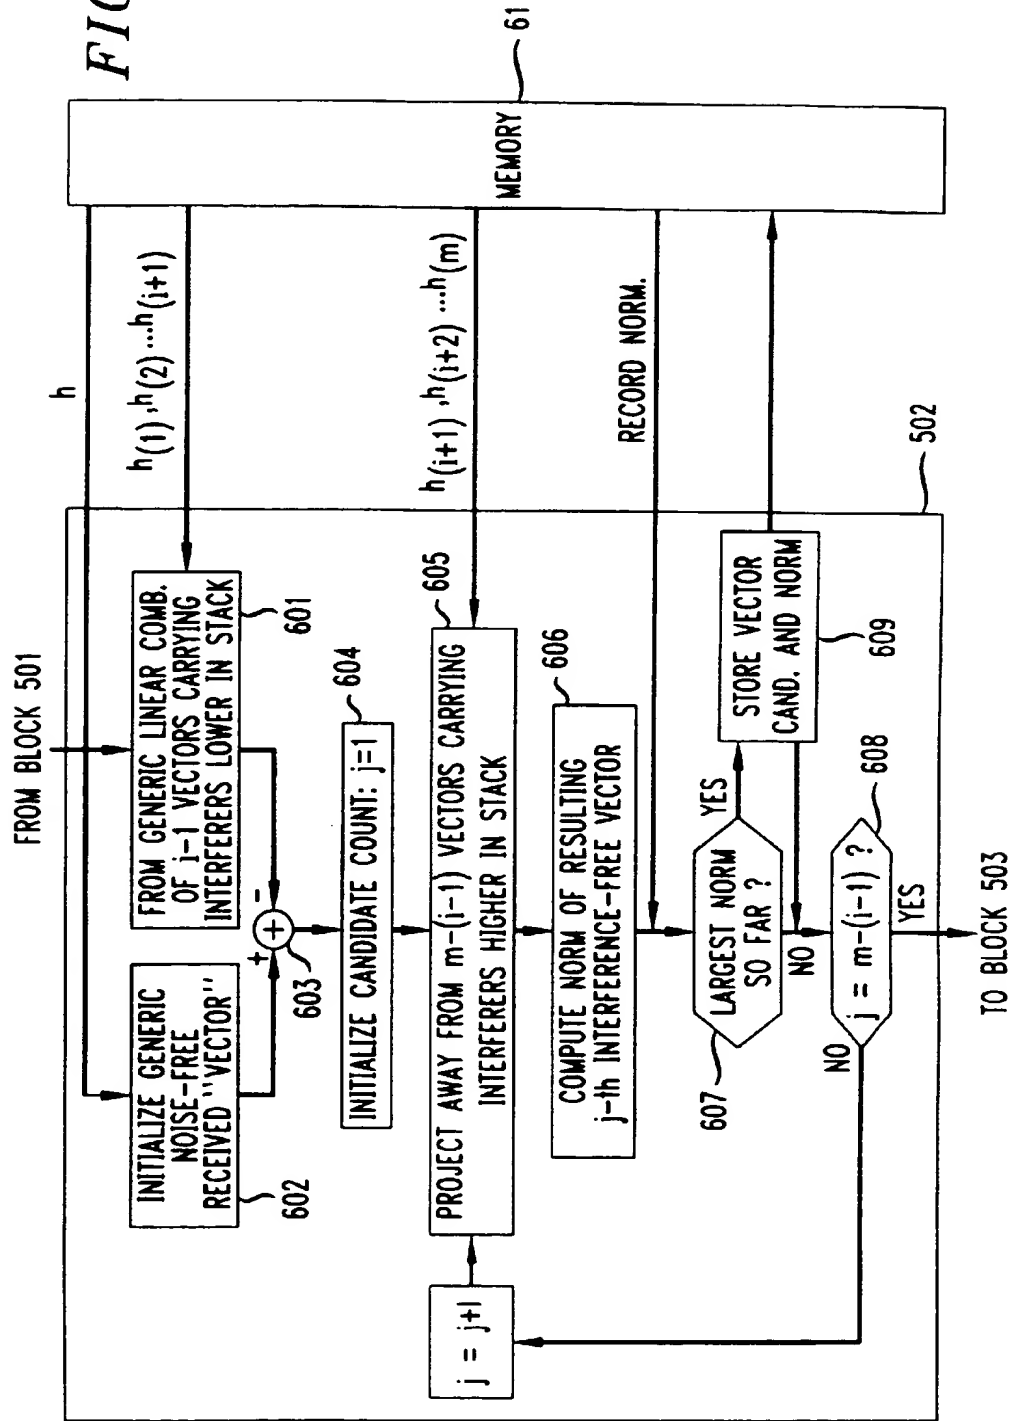 FIG
FROM BLOCK 501
h
h(1) ,h(2) ...h(i+1)
INITIALIZE GENERIC
NOISE-FREE
RECEIVED "VECTOR"
602
FROM GENERIC LINEAR COMB.
OF i-1 VECTORS CARRYING
INTERFERERS LOWER IN STACK
601
+
-
+
603
INITIALIZE CANDIDATE COUNT: j=1
604
h(i+1) ,h(i+2) ...h(m)
j = j+1
PROJECT AWAY FROM m-(i-1) VECTORS CARRYING
INTERFERERS HIGHER IN STACK
605
COMPUTE NORM OF RESULTING
j-th INTERFERENCE-FREE VECTOR
606
RECORD NORM.
MEMORY
61
LARGEST NORM
SO FAR ?
607
YES
NO
STORE VECTOR
CAND. AND NORM
609
j = m-(i-1) ?
608
NO
YES
502
TO BLOCK 503